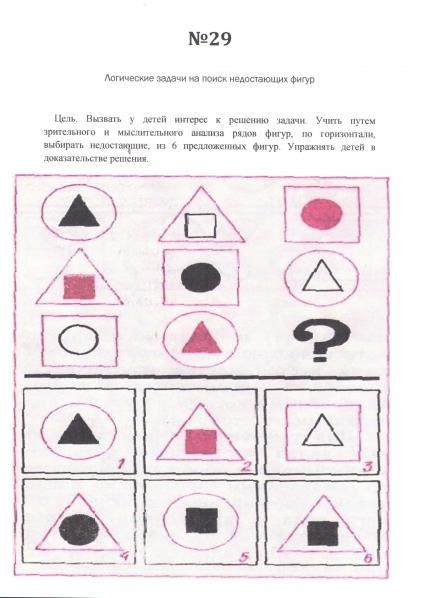 №29
Логические задачи на поиск недостающих фигур
Цель. Вызвать у детей интерес к решению задачи. Учить путем
зрительного и мыслительного анализа рядов фигур, по горизонтали,
выбирать недостающие, из 6 предложенных фигур. Упражнять детей в
доказательстве решения.
?
1 2 3
4 5 6